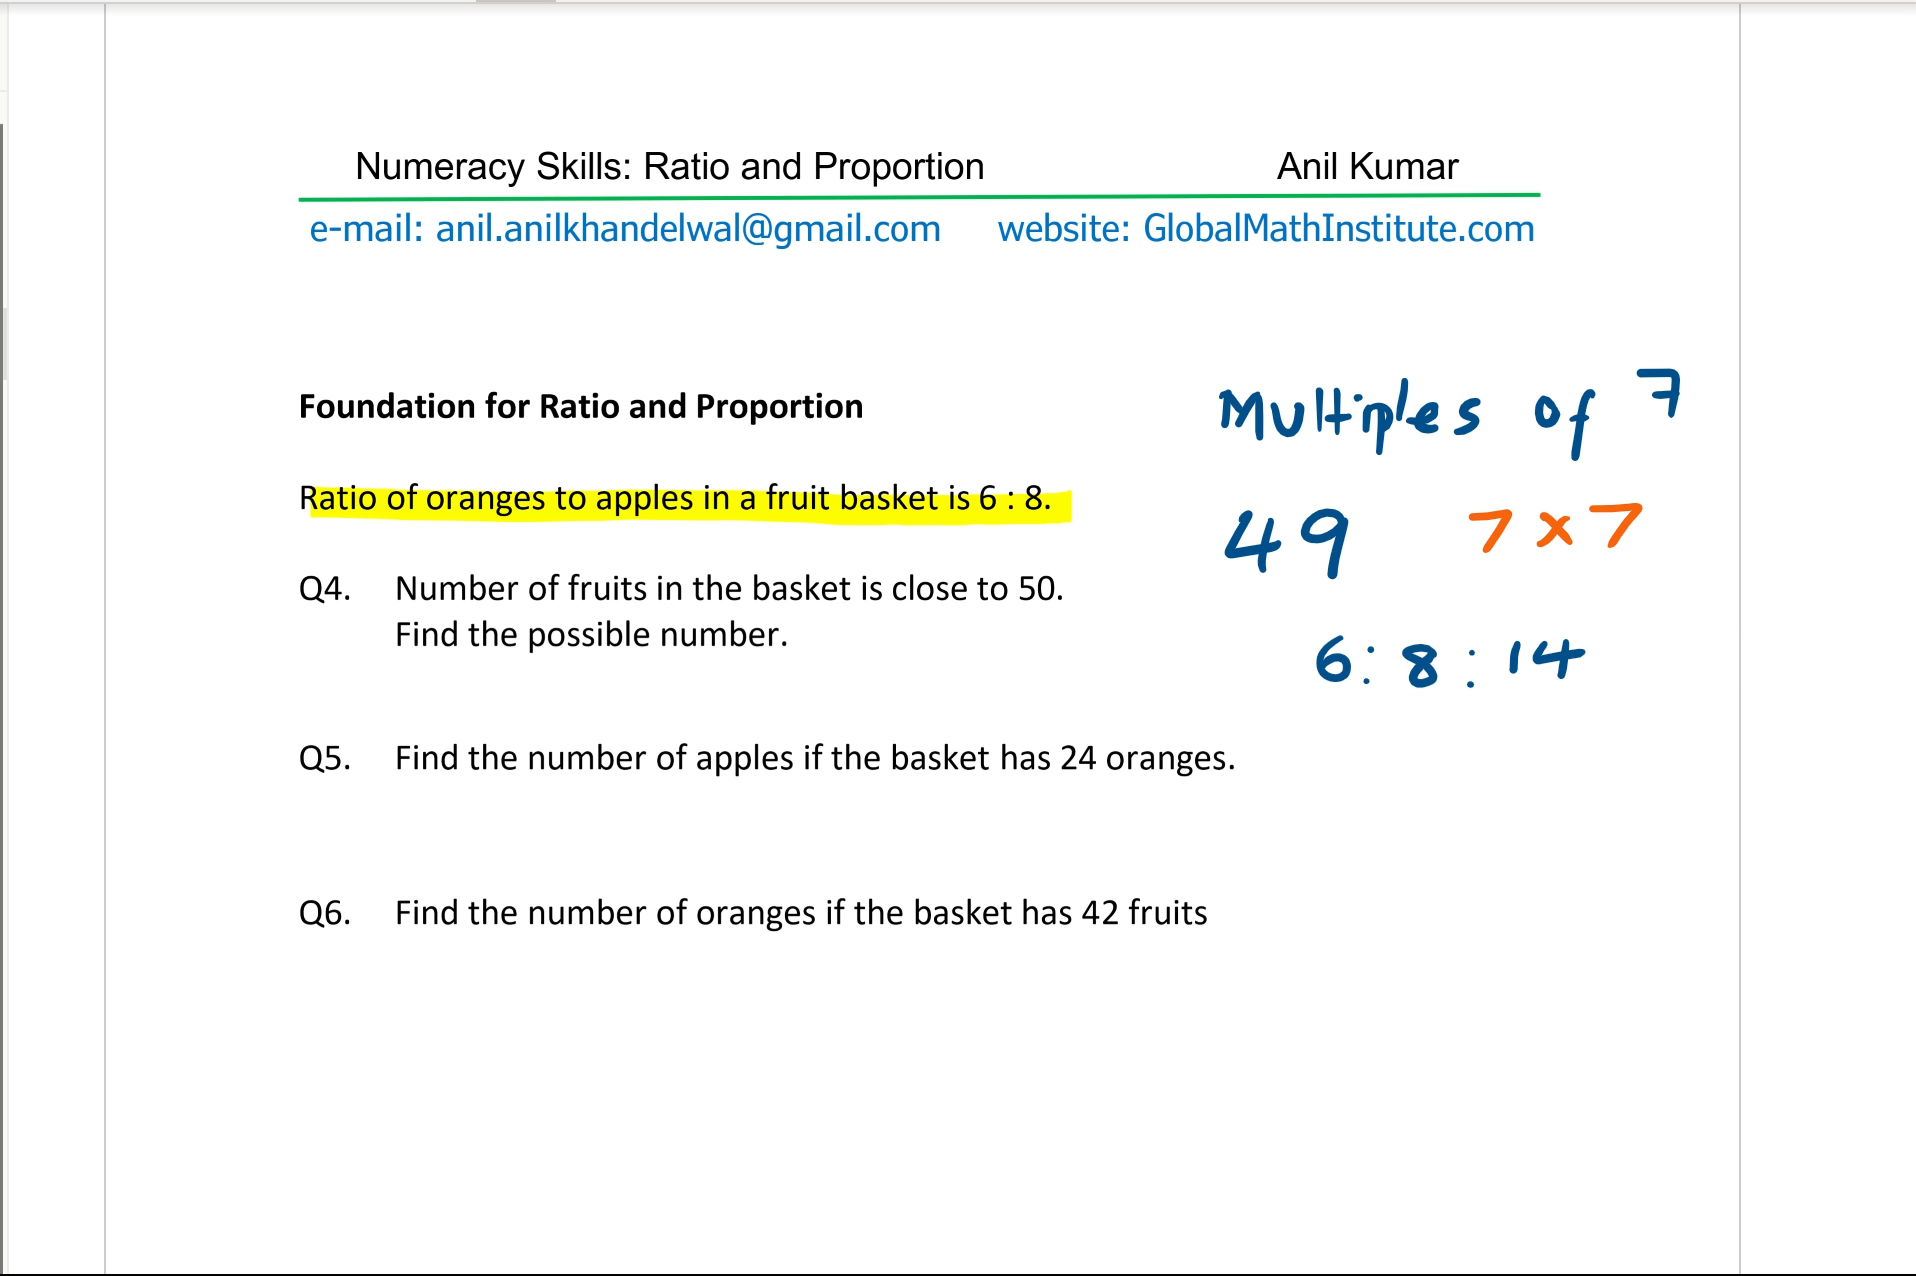 Numeracy Skills: Ratio and Proportion Anil Kumar
e-mail: anil.anilkhandelwal@gmail.com website: GlobalMathInstitute.com
Foundation for Ratio and Proportion
Multiples of 7
Ratio of oranges to apples in a fruit basket is 6 : 8.
49 7 x 7
Q4. Number of fruits in the basket is close to 50.
Find the possible number.
6 : 8 : 14
Q5. Find the number of apples if the basket has 24 oranges.
Q6. Find the number of oranges if the basket has 42 fruits